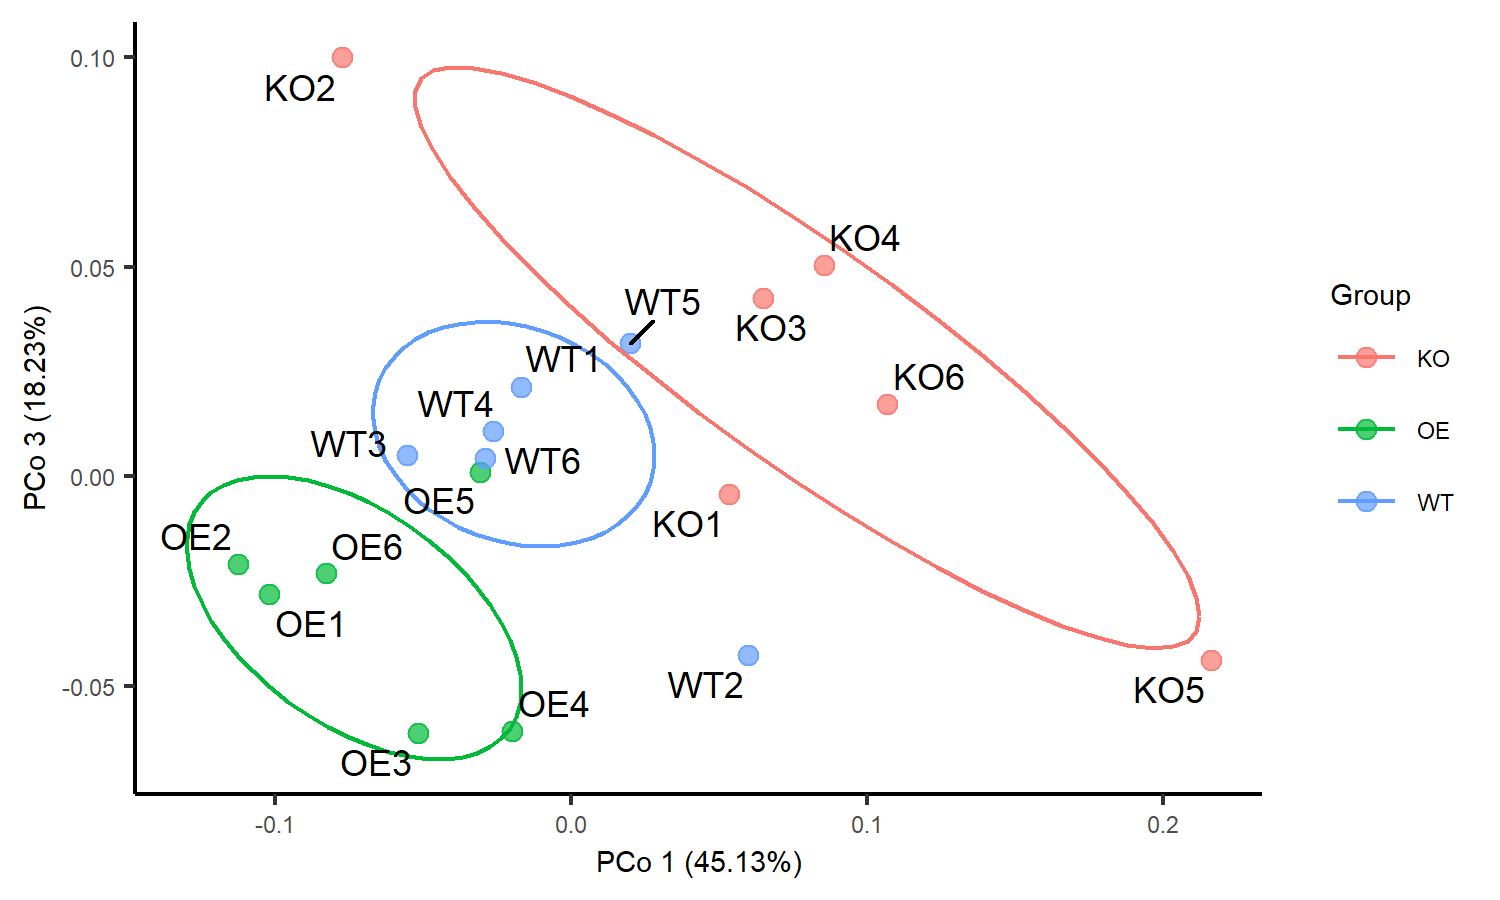 0.10
0.05
0.00
-0.05
PCo 3 (18.23%)
KO2
KO4
WT5
KO3
WT1
KO6
WT4
WT3
WT6
OE5
KO1
OE2
OE6
OE1
WT2
KO5
OE4
OE3
-0.1
0.0
0.1
0.2
PCo 1 (45.13%)
Group
KO
OE
WT